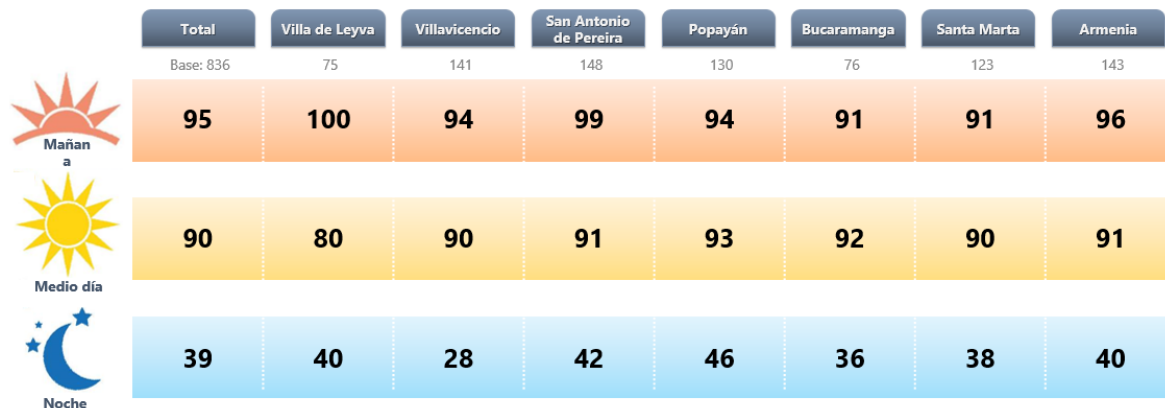 Total Villa de Leyva Villavicencio San Antonio de Pereira Popayán Bucaramanga Santa Marta Armenia
Base: 836 75 141 148 130 76 123 143
Mañan
a
95 100 94 99 94 91 91 96
Medio día
90 80 90 91 93 92 90 91
Noche
39 40 28 42 46 36 38 40